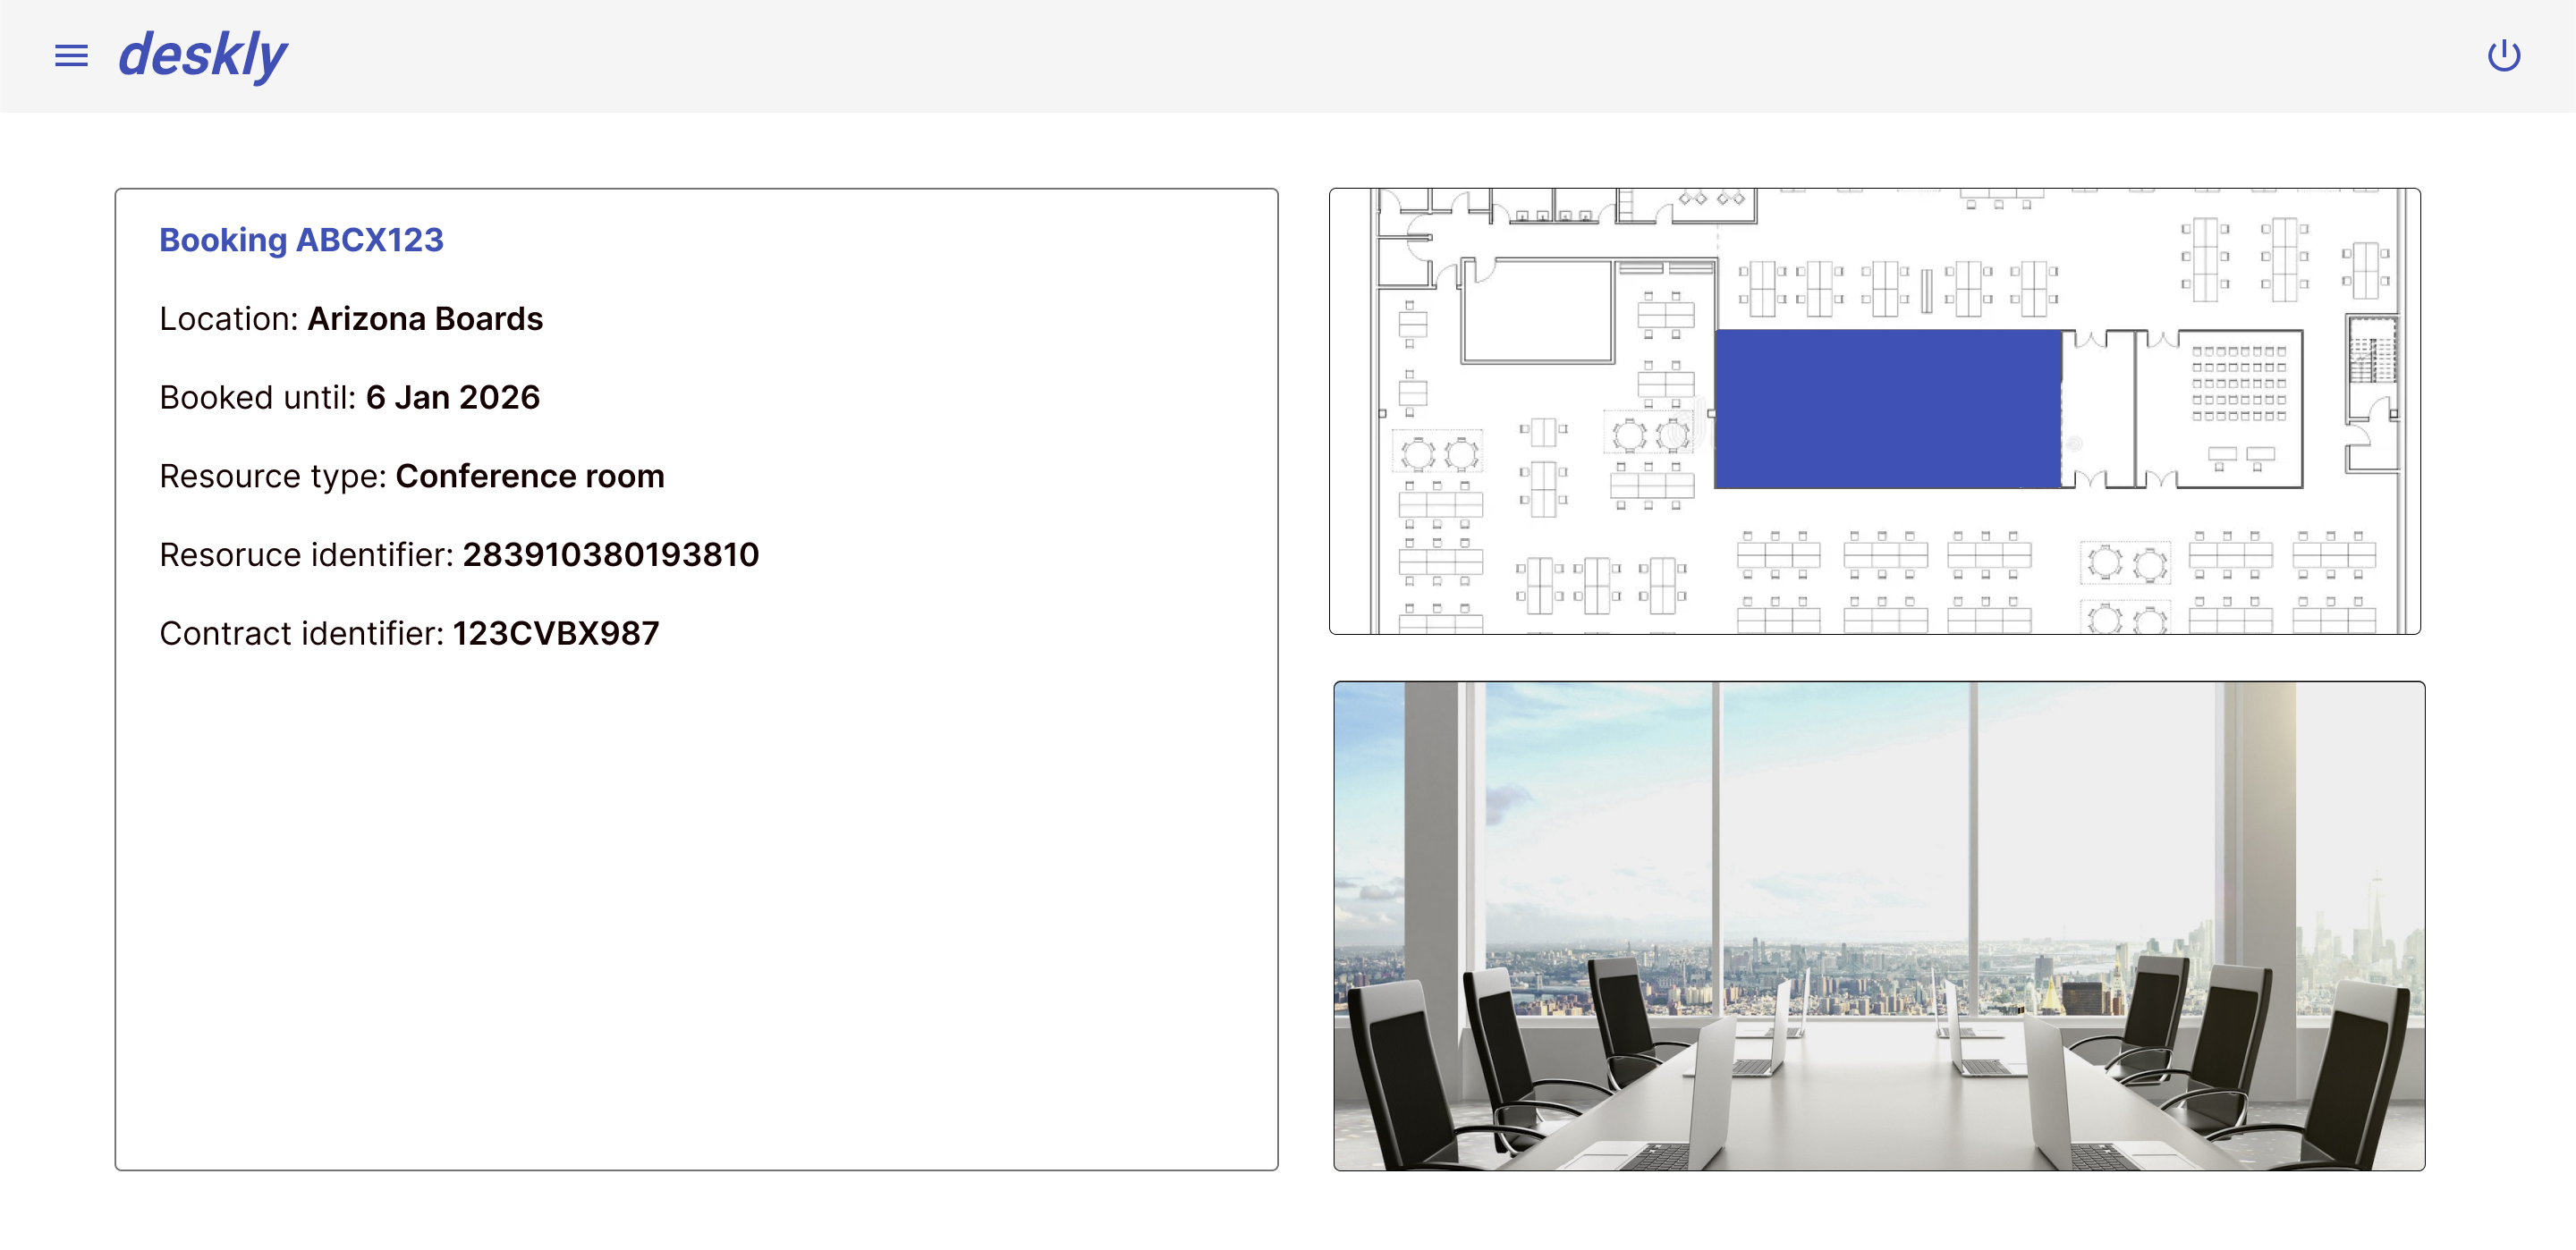 deskly
Booking ABCX123
Location: Arizona Boards
Booked until: 6 Jan 2026
Resource type: Conference room
Resoruce identifier: 283910380193810
Contract identifier: 123CVBX987